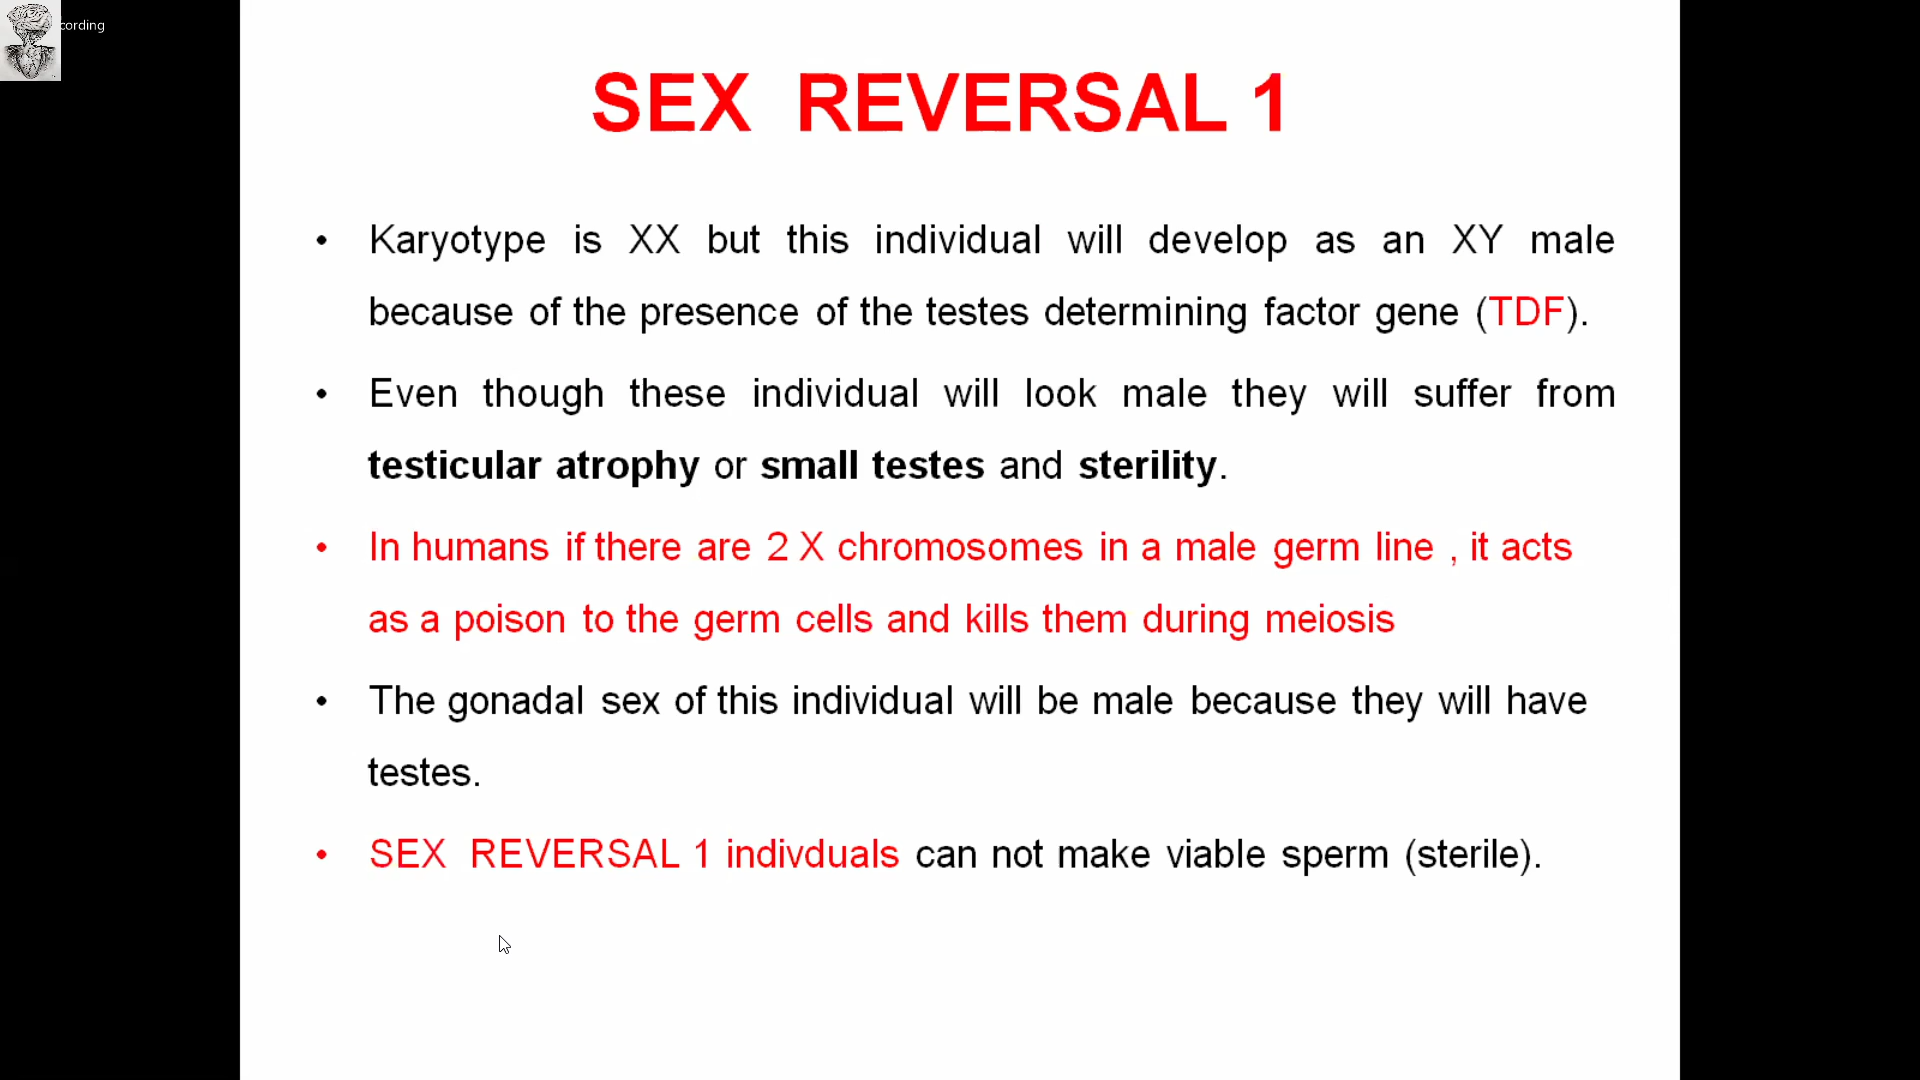 cording
SEX REVERSAL 1
• Karyotype is XX but this individual will develop as an XY male
because of the presence of the testes determining factor gene (TDF).
• Even though these individual will look male they will suffer from
testicular atrophy or small testes and sterility.
• In humans if there are 2 X chromosomes in a male germ line , it acts
as a poison to the germ cells and kills them during meiosis
• The gonadal sex of this individual will be male because they will have
testes.
• SEX REVERSAL 1 indivduals can not make viable sperm (sterile).